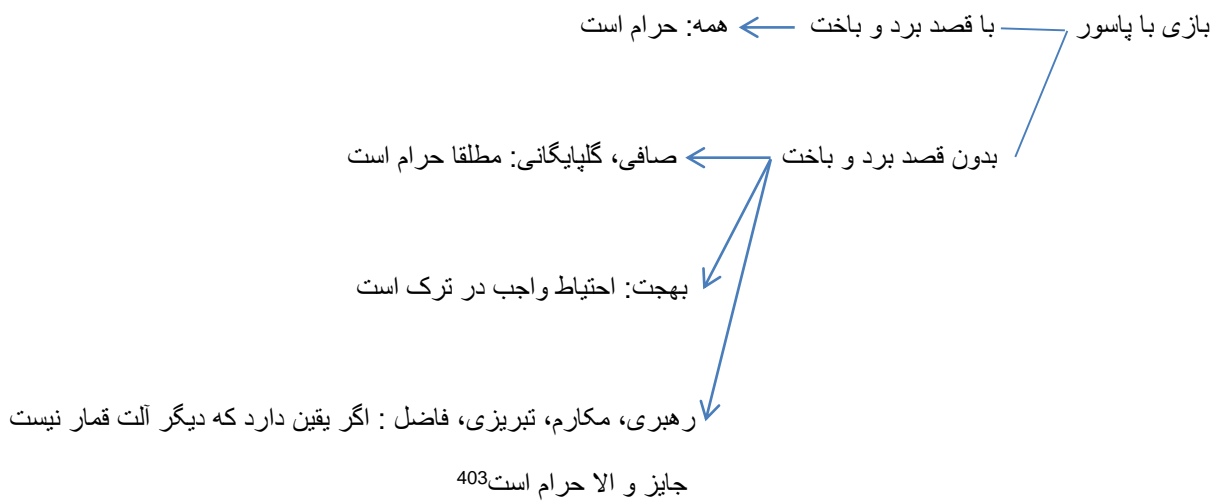 بازی با پاسور با قصد برد و باخت همه: حرام است
بدون قصد برد و باخت صافی، گلپایگانی: مطلقا حرام است
بهجت: احتیاط واجب در ترک است
رهبری، مکارم، تبریزی، فاضل : اگر یقین دارد که دیگر آلت قمار نیست
جایز و الا حرام است403